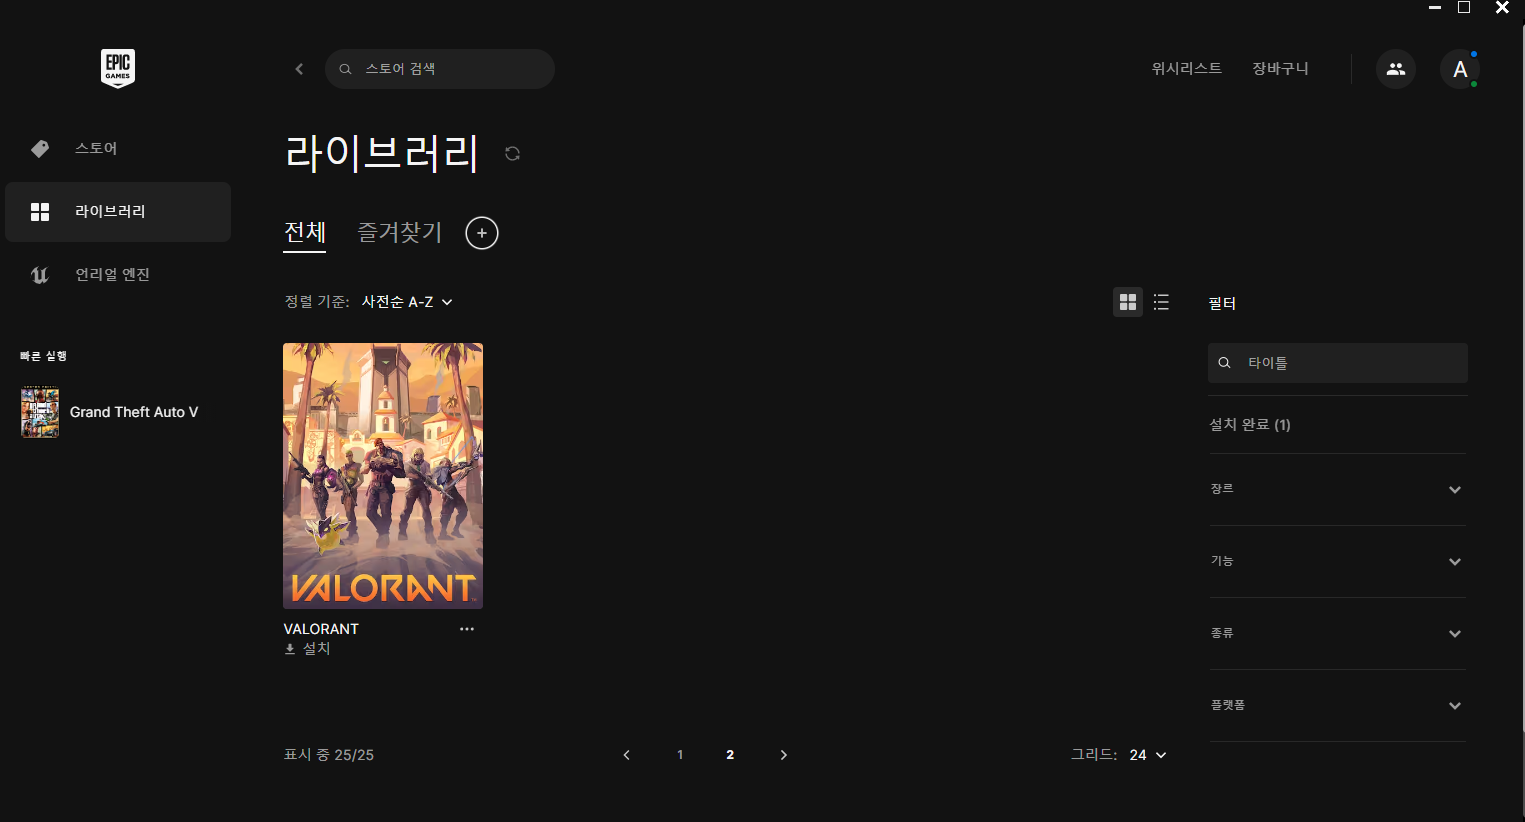 EPIC
GAMES
스토어 검색
위시리스트
장바구니
A
스토어
라이브러리
언리얼 엔진
빠른 실행
Grand Theft Auto V
라이브러리
전체
즐겨찾기
정렬 기준: 사전순 A-Z
VALORANT
VALORANT
설치
표시 중 25/25
1
2
그리드: 24
필터
타이틀
설치 완료 (1)
장르
기능
종류
플랫폼